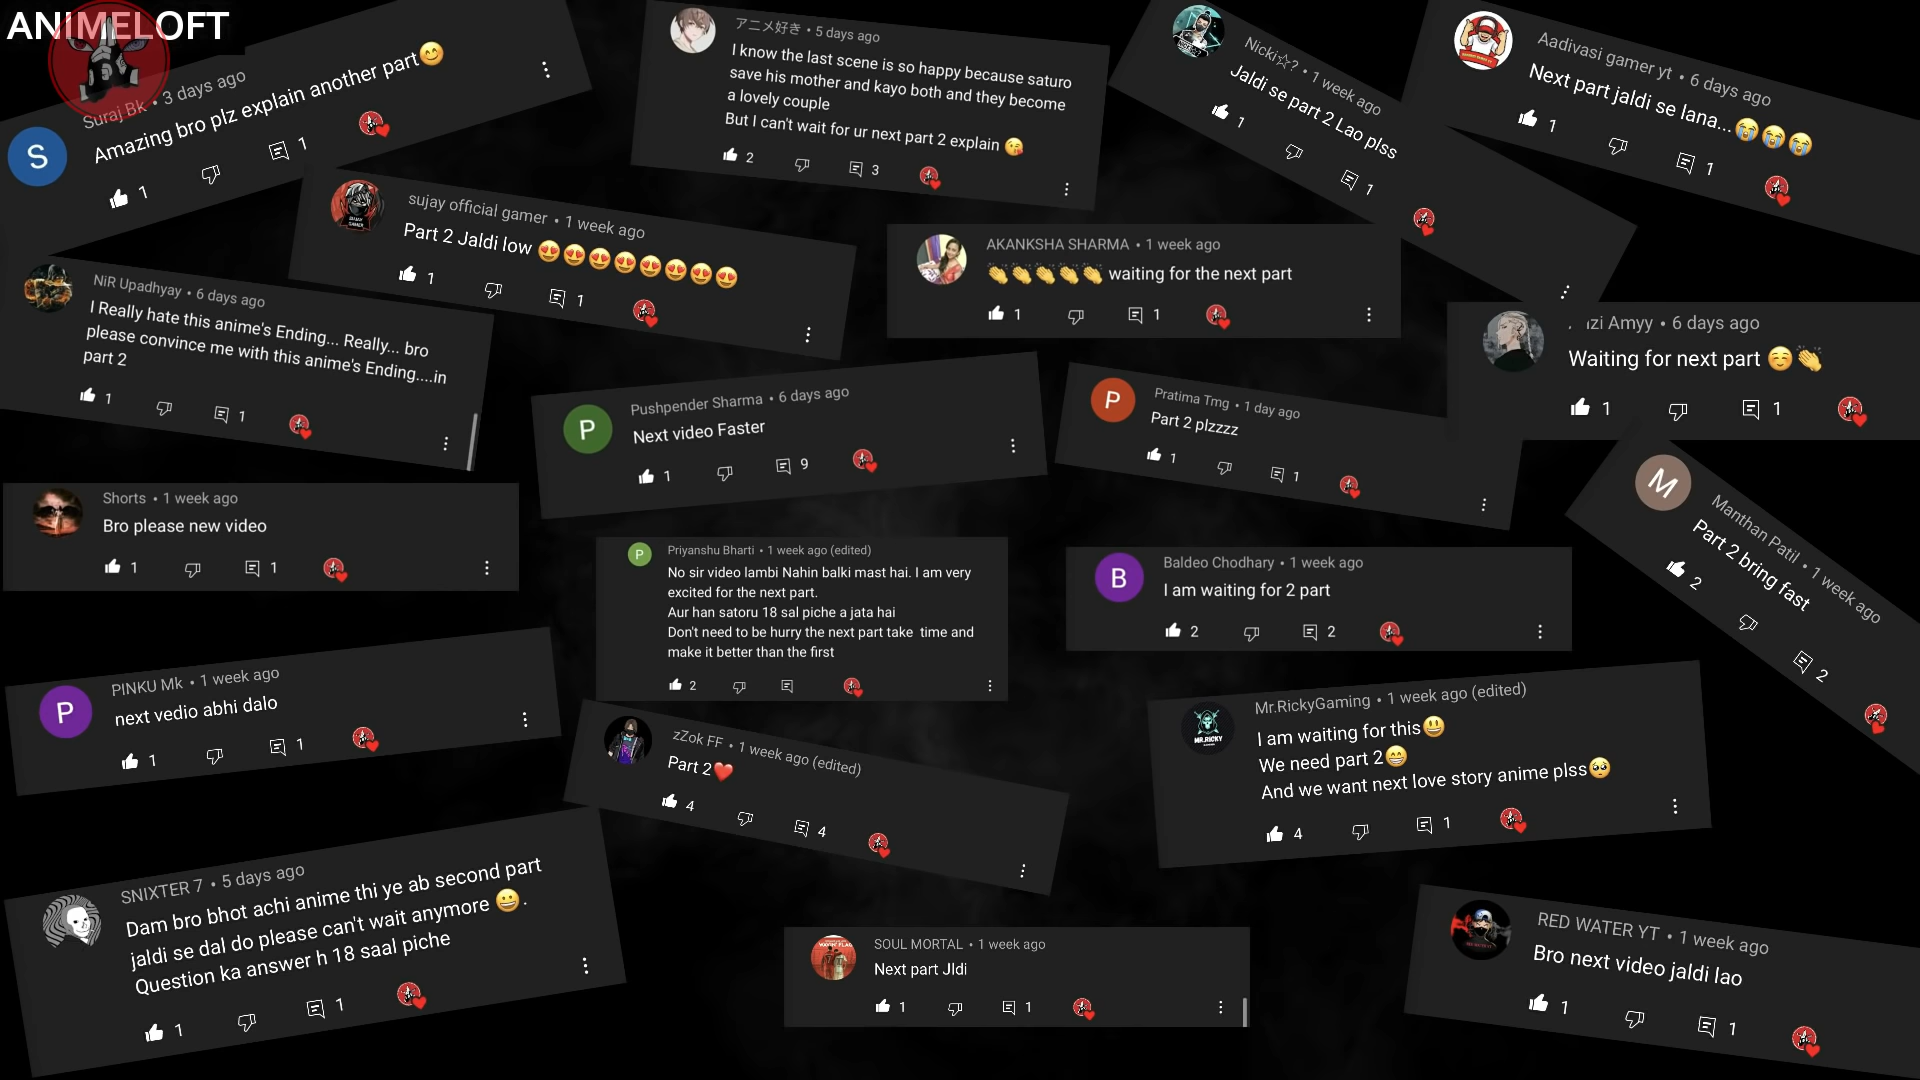 ANIMELOFT
Suraj Bk • 3 days ago
Amazing bro plz explain another part😊
1
1
S
アニメ好き • 5 days ago
I know the last scene is so happy because saturo
save his mother and kayo both and they become
a lovely couple
But I can't wait for ur next part 2 explain 😘
2
3
Nicki☆? • 1 week ago
Jaldi se part 2 Lao plss
1
1
Aadivasi gamer yt • 6 days ago
Next part jaldi se lana...😭😭😭
1
1
sujay official gamer • 1 week ago
Part 2 Jaldi low 😍😍😍😍😍😍😍😍
1
1
AKANKSHA SHARMA • 1 week ago
👏👏👏👏👏 waiting for the next part
1
1
NiR Upadhyay • 6 days ago
I Really hate this anime's Ending... Really... bro
please convince me with this anime's Ending....in
part 2
1
1
zi Amyy • 6 days ago
Waiting for next part ☺️👏
1
1
P
Pushpender Sharma • 6 days ago
Next video Faster
1
9
P
Pratima Tmg • 1 day ago
Part 2 plzzzz
1
1
Shorts • 1 week ago
Bro please new video
1
1
P
Priyanshu Bharti • 1 week ago (edited)
No sir video lambi Nahin balki mast hai. I am very
excited for the next part.
Aur han satoru 18 sal piche a jata hai
Don't need to be hurry the next part take time and
make it better than the first
2
B
Baldeo Chodhary • 1 week ago
I am waiting for 2 part
2
2
M
Manthan Patil • 1 week ago
Part 2 bring fast
2
2
P
PINKU Mk • 1 week ago
next vedio abhi dalo
1
1
zZok FF • 1 week ago (edited)
Part 2❤️
4
4
MR.RICKY
Mr.RickyGaming • 1 week ago (edited)
I am waiting for this😃
We need part 2😁
And we want next love story anime plss🥺
4
1
SNIXTER 7 • 5 days ago
Dam bro bhot achi anime thi ye ab second part
jaldi se dal do please can't wait anymore 😀.
Question ka answer h 18 saal piche
1
1
SOUL MORTAL • 1 week ago
Next part Jldi
1
1
RED WATER YT • 1 week ago
Bro next video jaldi lao
1
1